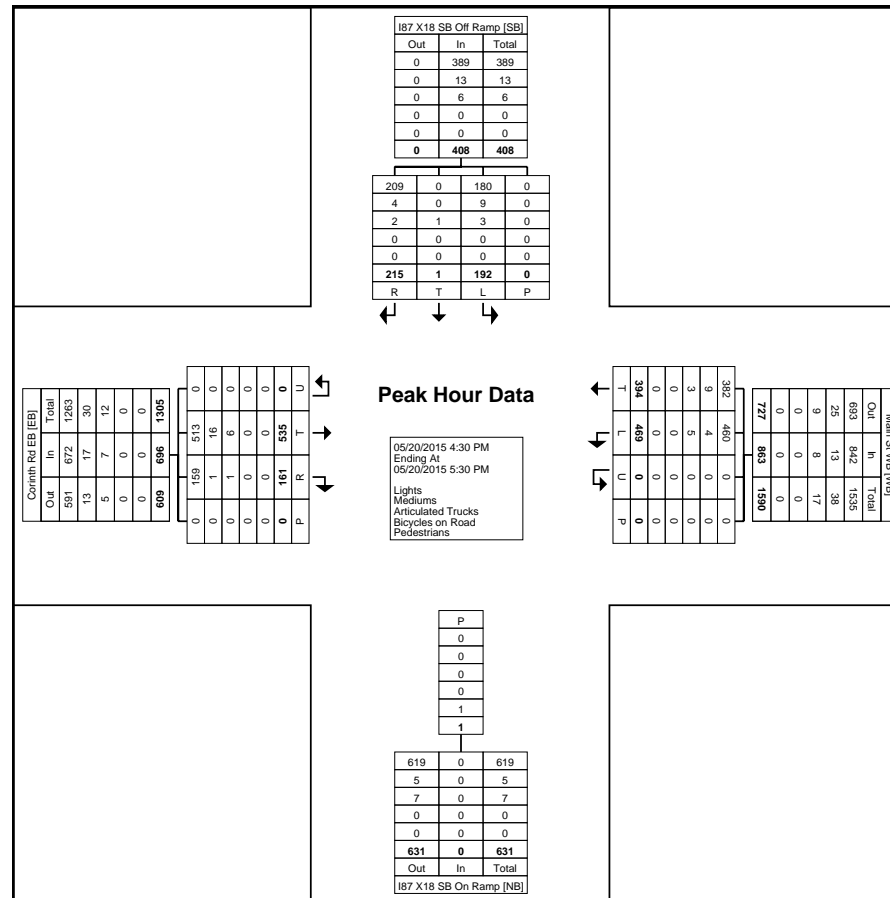 I87 X18 SB Off Ramp [SB]
Out In Total
0 389 389
0 13 13
0 6 6
0 0 0
0 0 0
0 408 408
209 0 180 0
4 0 9 0
2 1 3 0
0 0 0 0
0 0 0 0
215 1 192 0
R T L P
Corinth Rd EB [EB]
Total 1263 30 12 0 0 1305
In 672 17 7 0 0 696
Out 591 13 5 0 0 609
0 0 0 0 0 0 U
513 16 6 0 0 535 T
159 1 1 0 0 161 R
0 0 0 0 0 0 P
Peak Hour Data
05/20/2015 4:30 PM
Ending At
05/20/2015 5:30 PM
Lights
Mediums
Articulated Trucks
Bicycles on Road
Pedestrians
T 394 0 0 3 9 382
L 469 0 0 5 4 460
U 0 0 0 0 0 0
P 0 0 0 0 0 0
Main St WB [WB]
727 0 0 9 25 693 Out
863 0 0 8 13 842 In
1590 0 0 17 38 1535 Total
P
0
0
0
0
1
1
619 0 619
5 0 5
7 0 7
0 0 0
0 0 0
631 0 631
Out In Total
I87 X18 SB On Ramp [NB]